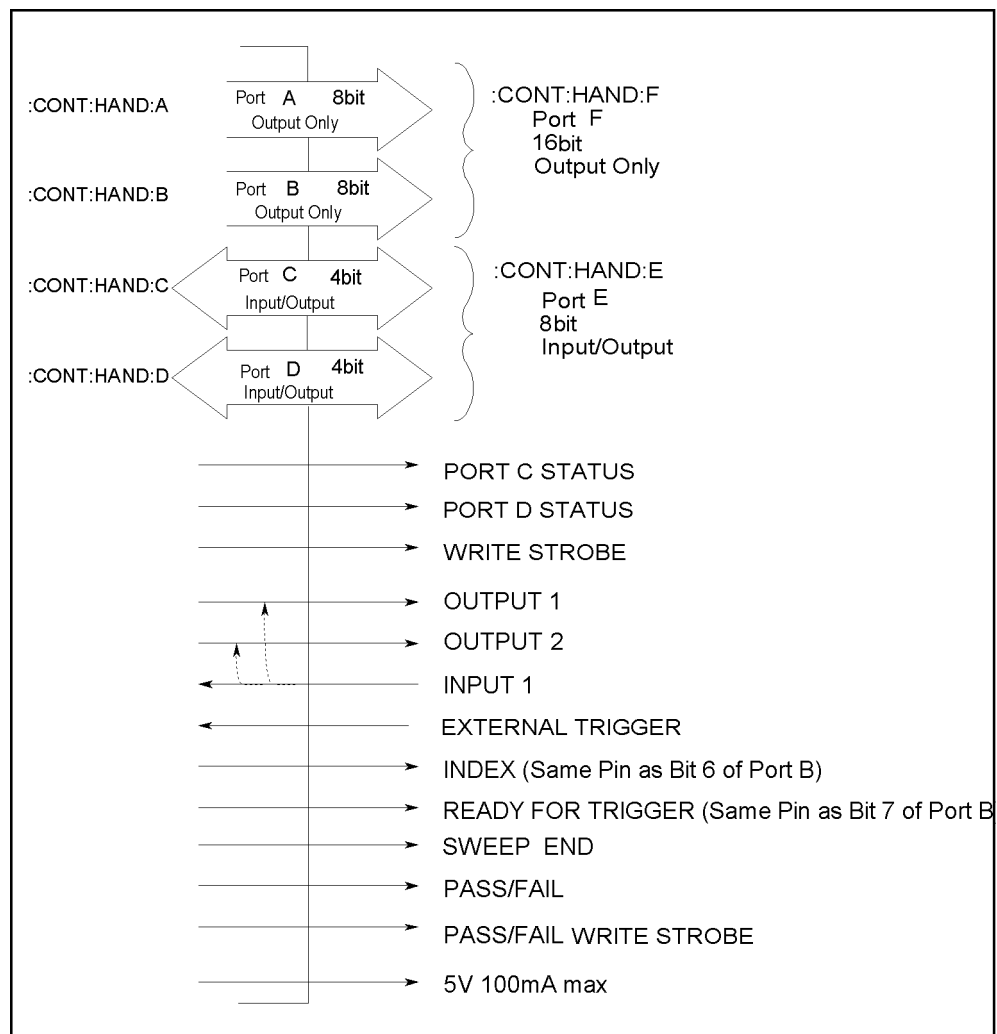 :CONT:HAND:A
Port A 8bit
Output Only
:CONT:HAND:F
Port F
16bit
Output Only
:CONT:HAND:B
Port B 8bit
Output Only
:CONT:HAND:C
Port C 4bit
Input/Output
:CONT:HAND:E
Port E
8bit
Input/Output
:CONT:HAND:D
Port D 4bit
Input/Output
PORT C STATUS
PORT D STATUS
WRITE STROBE
OUTPUT 1
OUTPUT 2
INPUT 1
EXTERNAL TRIGGER
INDEX (Same Pin as Bit 6 of Port B)
READY FOR TRIGGER (Same Pin as Bit 7 of Port B
SWEEP END
PASS/FAIL
PASS/FAIL WRITE STROBE
5V 100mA max